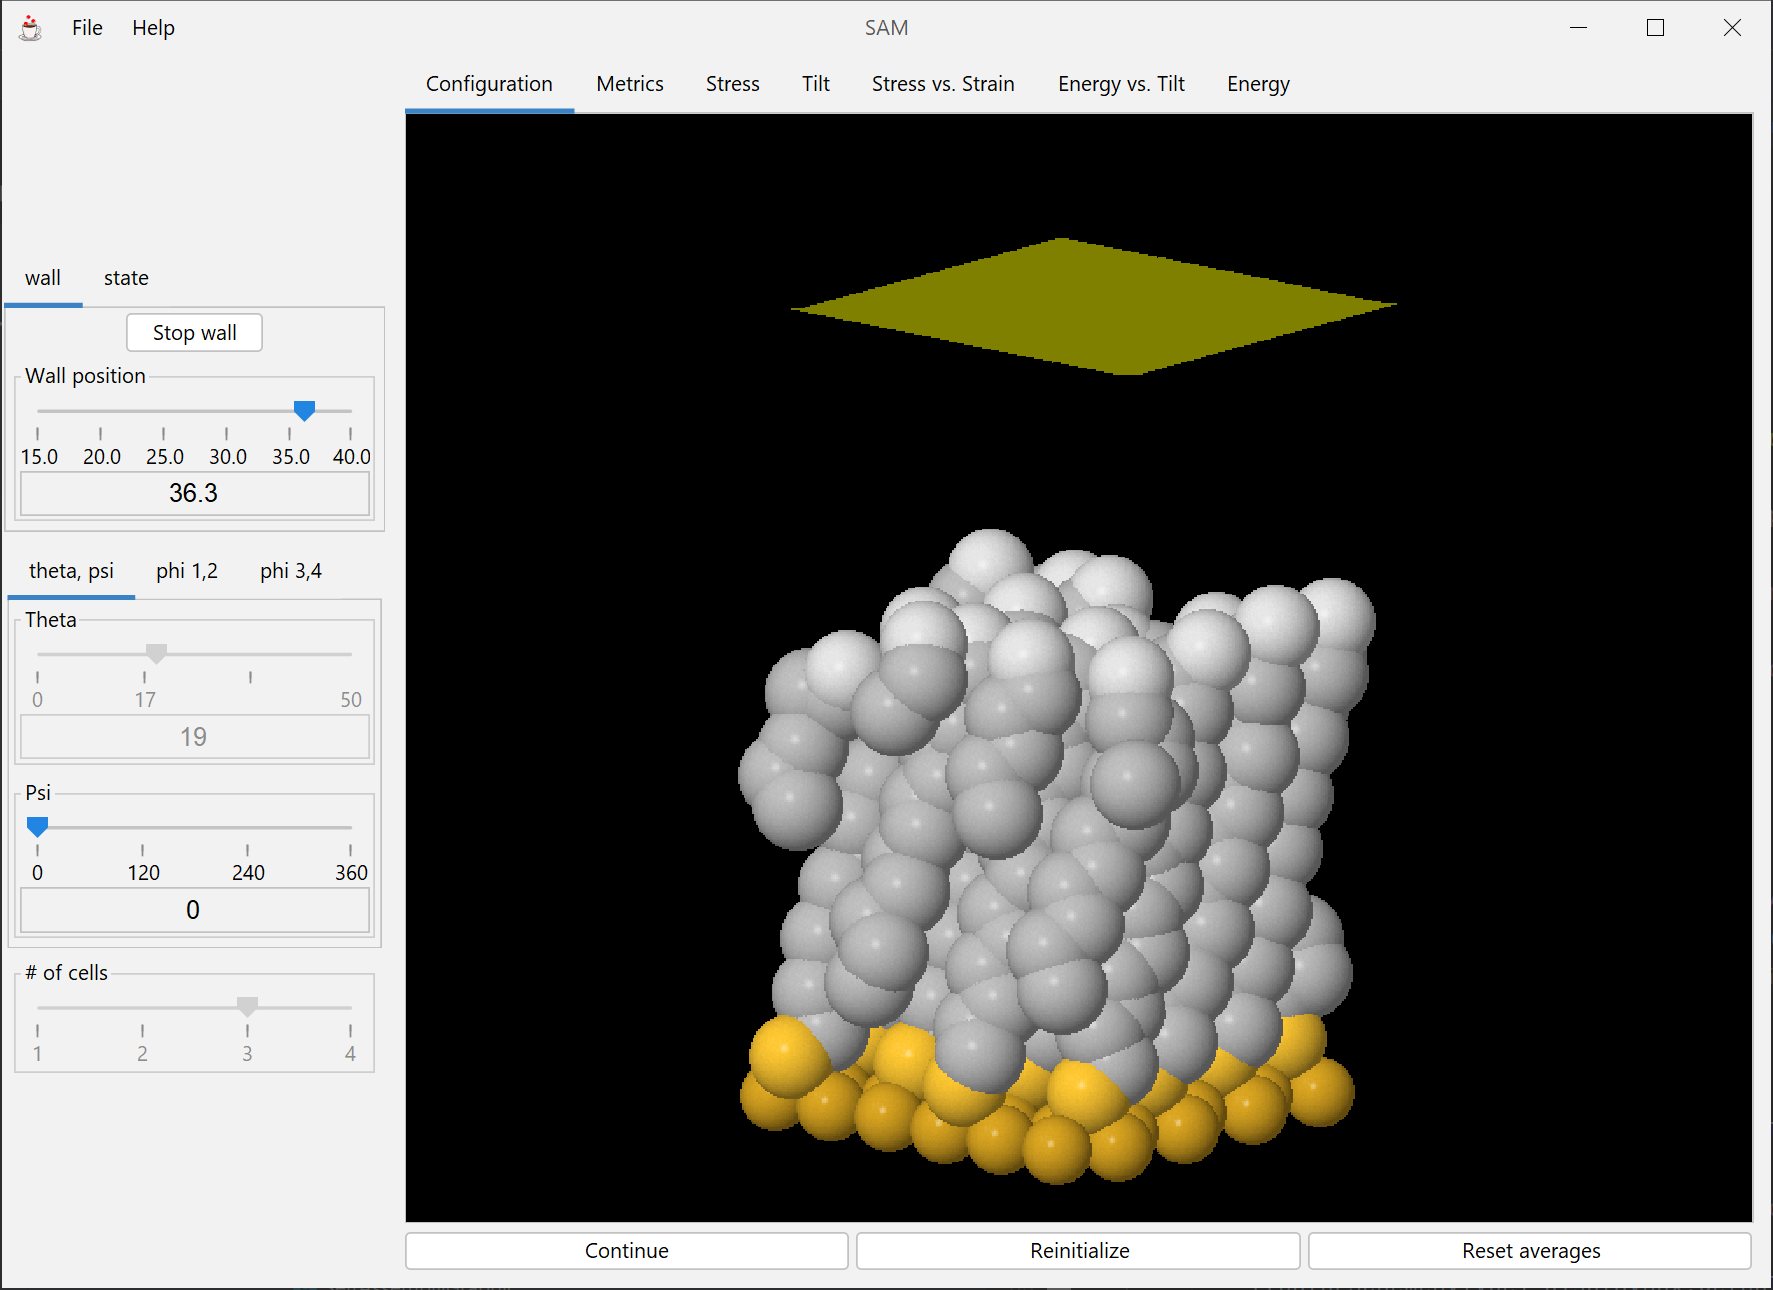 File Help SAM
Configuration Metrics Stress Tilt Stress vs. Strain Energy vs. Tilt Energy
wall state
Stop wall
Wall position
15.0 20.0 25.0 30.0 35.0 40.0
36.3
theta, psi phi 1,2 phi 3,4
Theta
0 17 50
19
Psi
0 120 240 360
0
# of cells
1 2 3 4
Continue Reinitialize Reset averages